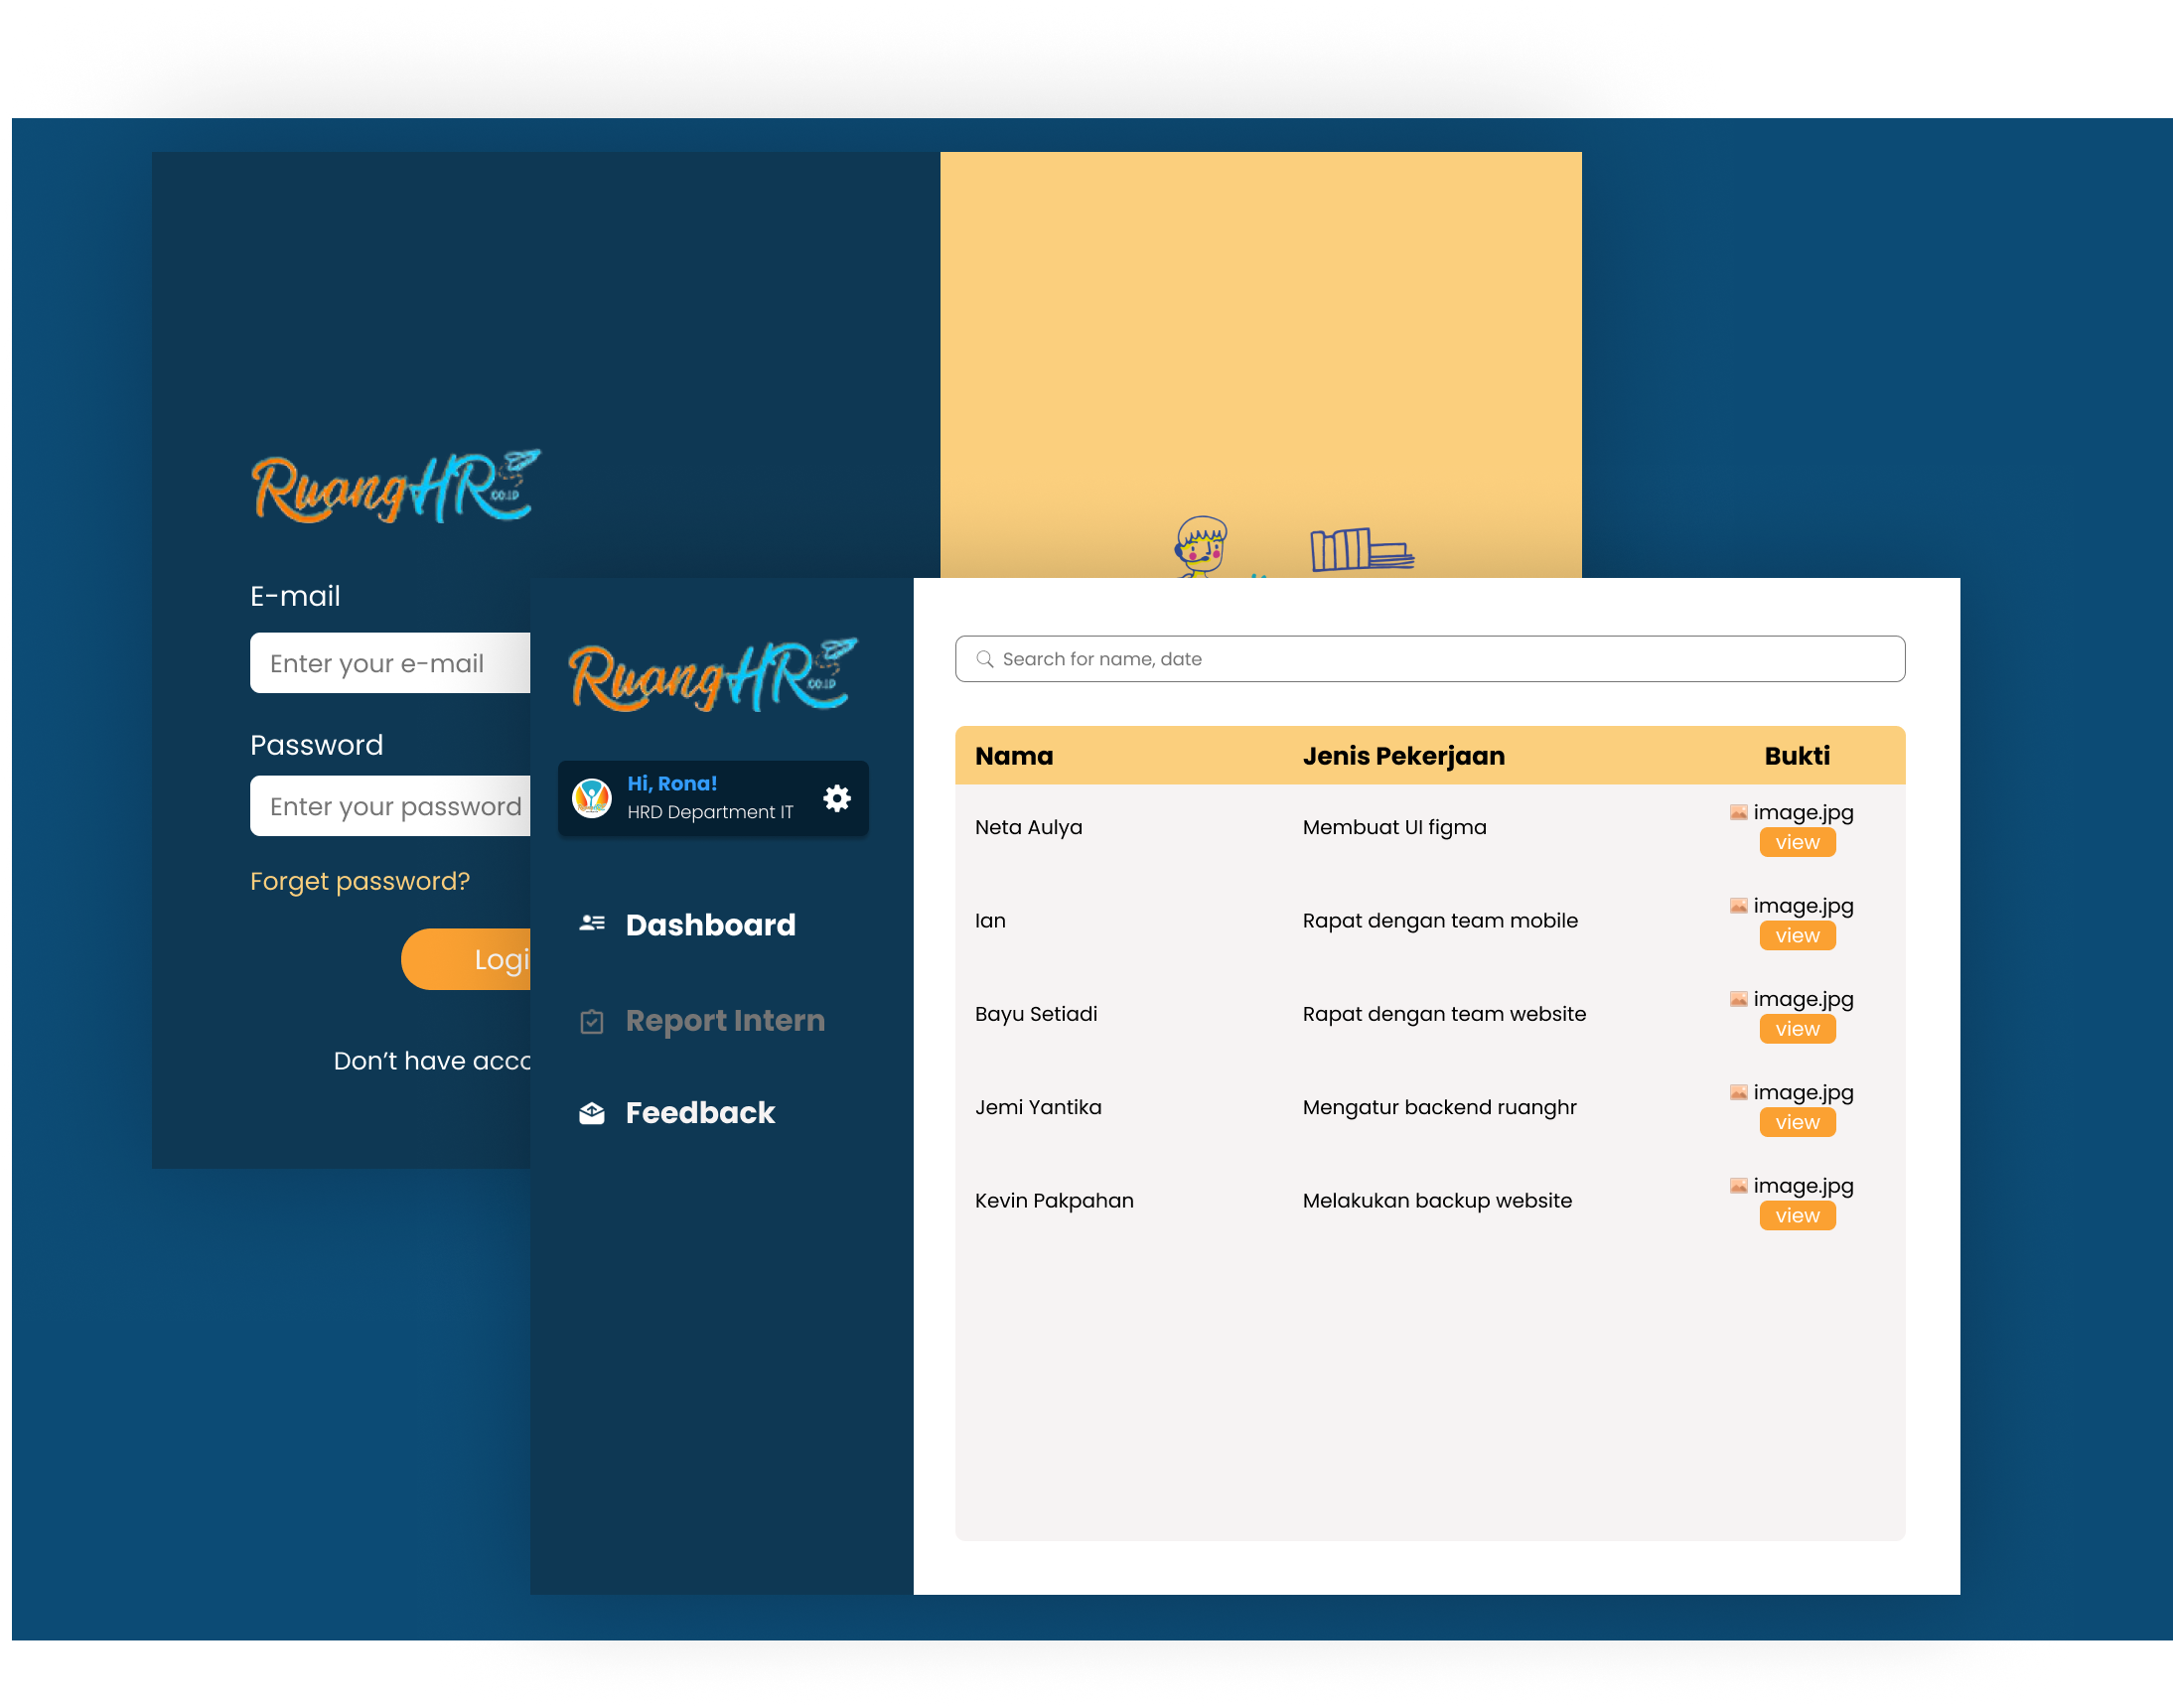 RuangHR
.CO.ID
E-mail
Enter your e-mail
Password
Enter your password
Forget password?
Logi
Don't have acco
RuangHR
.CO.ID
Hi, Rona!
HRD Department IT
Dashboard
Report Intern
Feedback
Search for name, date
Nama Jenis Pekerjaan Bukti
Neta Aulya Membuat UI figma image.jpg
view
Ian Rapat dengan team mobile image.jpg
view
Bayu Setiadi Rapat dengan team website image.jpg
view
Jemi Yantika Mengatur backend ruanghr image.jpg
view
Kevin Pakpahan Melakukan backup website image.jpg
view